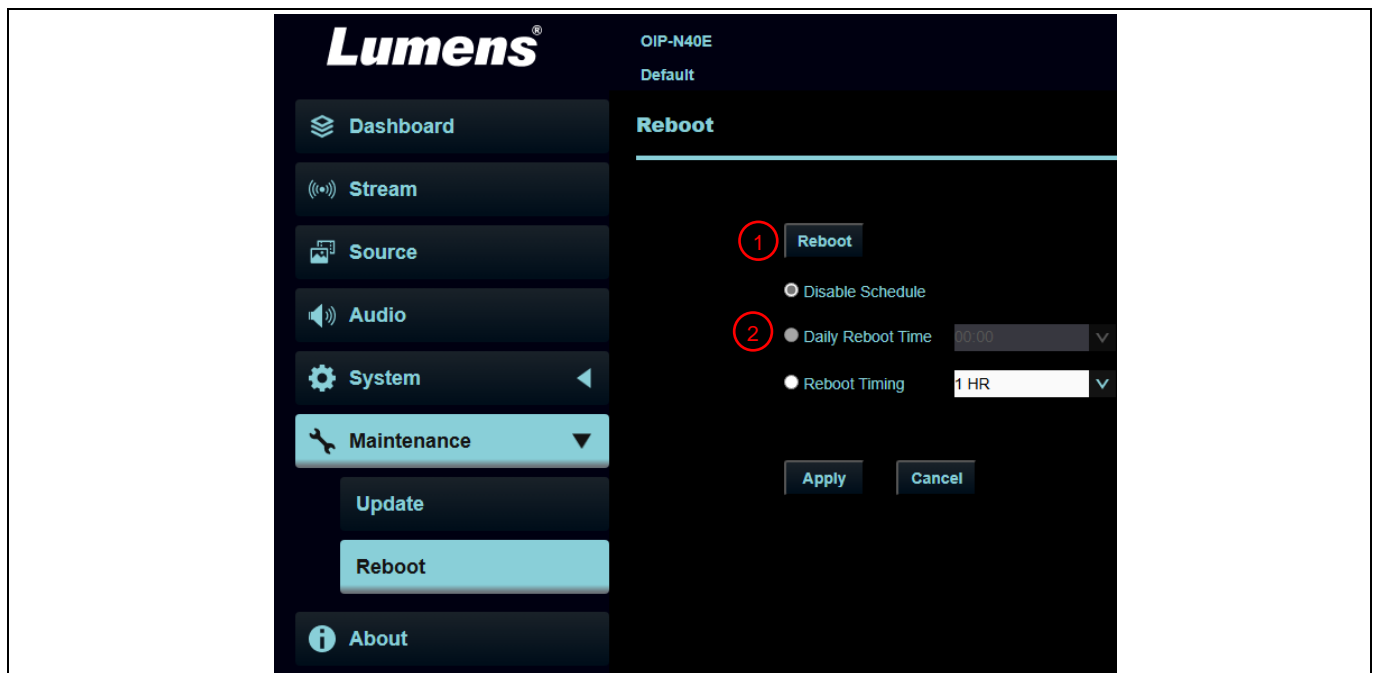 Lumens®
OIP-N40E
Default
Dashboard
Stream
Source
Audio
System
Maintenance
Update
Reboot
About
Reboot
1 Reboot
Disable Schedule
2 Daily Reboot Time 00:00
Reboot Timing 1 HR
Apply Cancel